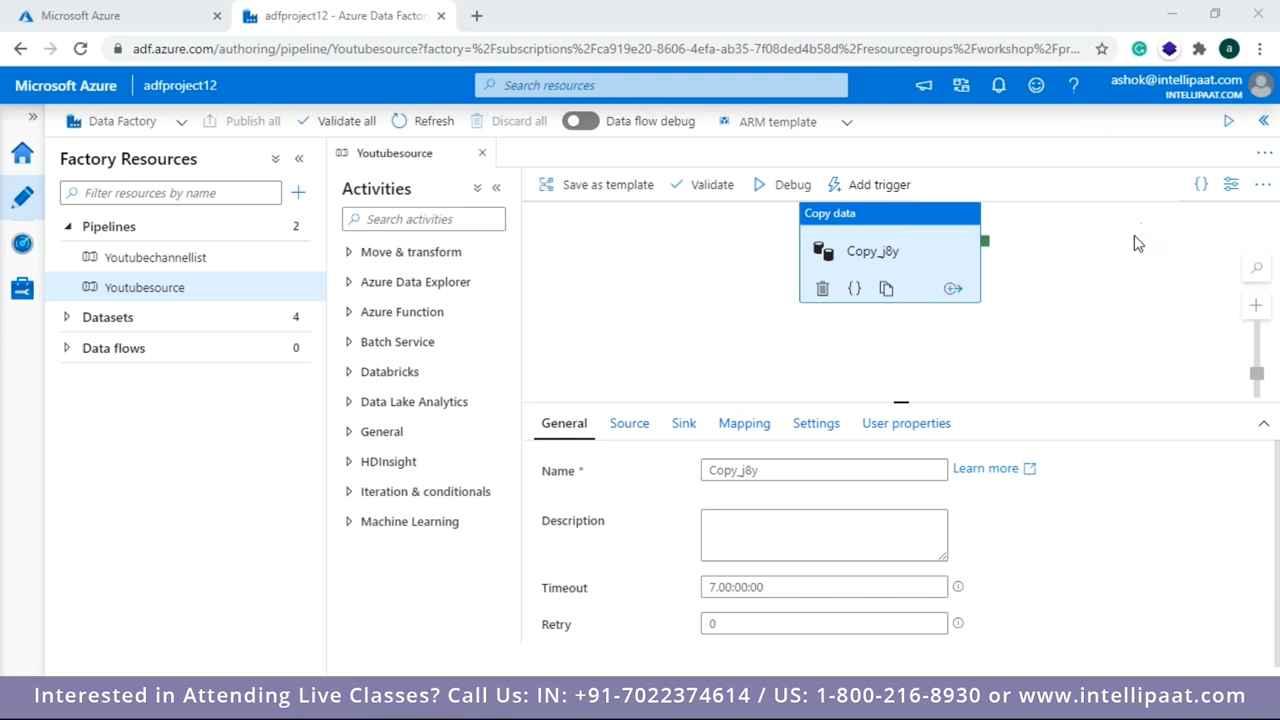 Microsoft Azure
adfproject12 - Azure Data Factor
adf.azure.com/authoring/pipeline/Youtubesource?factory=%2Fsubscriptions%2Fca919e20-8606-4efa-ab35-7f08ded4b58d%2Fresourcegroups%2Fworkshop%2Fpr...
a
Microsoft Azure
adfproject12
Search resources
ashok@intellipaat.com
INTELLIPAAT.COM
Data Factory
Publish all
Validate all
Refresh
Discard all
Data flow debug
ARM template
Factory Resources
Filter resources by name
Pipelines 2
Youtubechannellist
Youtubesource
Datasets 4
Data flows 0
Youtubesource
Activities
Search activities
Move & transform
Azure Data Explorer
Azure Function
Batch Service
Databricks
Data Lake Analytics
General
HDInsight
Iteration & conditionals
Machine Learning
Save as template
Validate
Debug
Add trigger
Copy data
Copy_j8y
General Source Sink Mapping Settings User properties
Name * Copy_j8y Learn more
Description
Timeout 7.00:00:00
Retry 0
Interested in Attending Live Classes? Call Us: IN: +91-7022374614 / US: 1-800-216-8930 or www.intellipaat.com